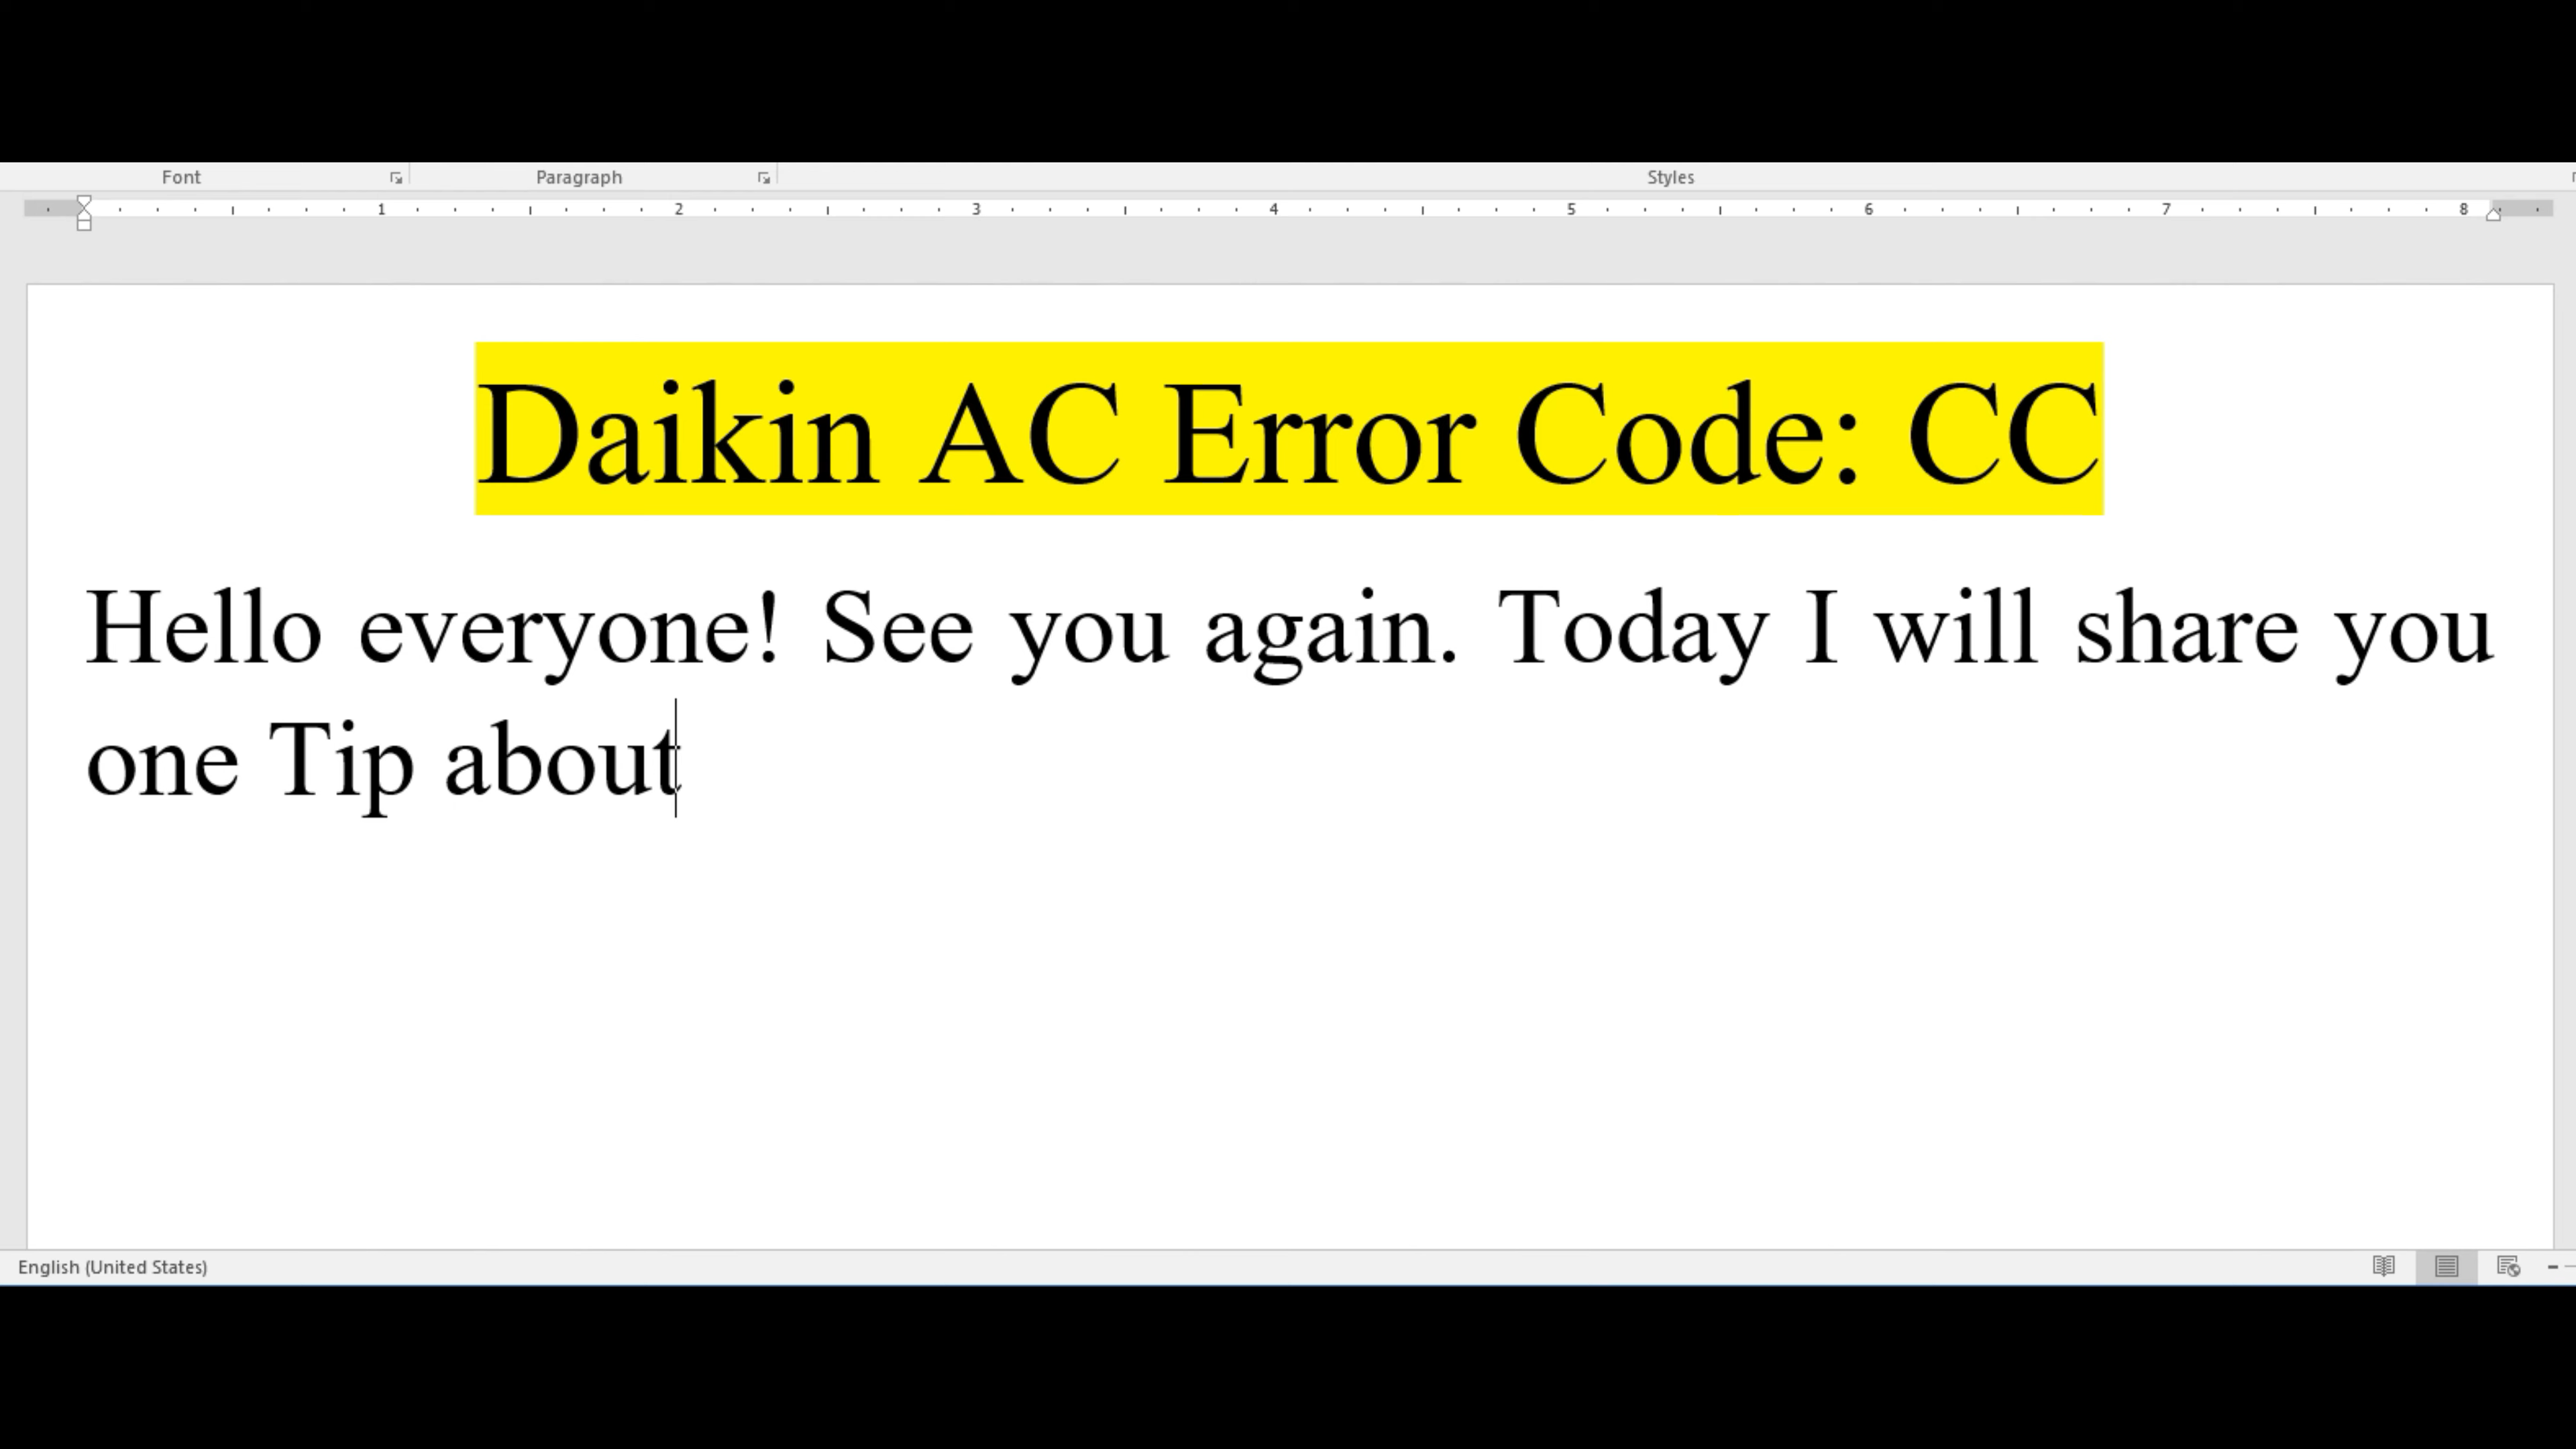 Font Paragraph Styles
1 2 3 4 5 6 7 8
Daikin AC Error Code: CC
Hello everyone! See you again. Today I will share you
one Tip about
English (United States)